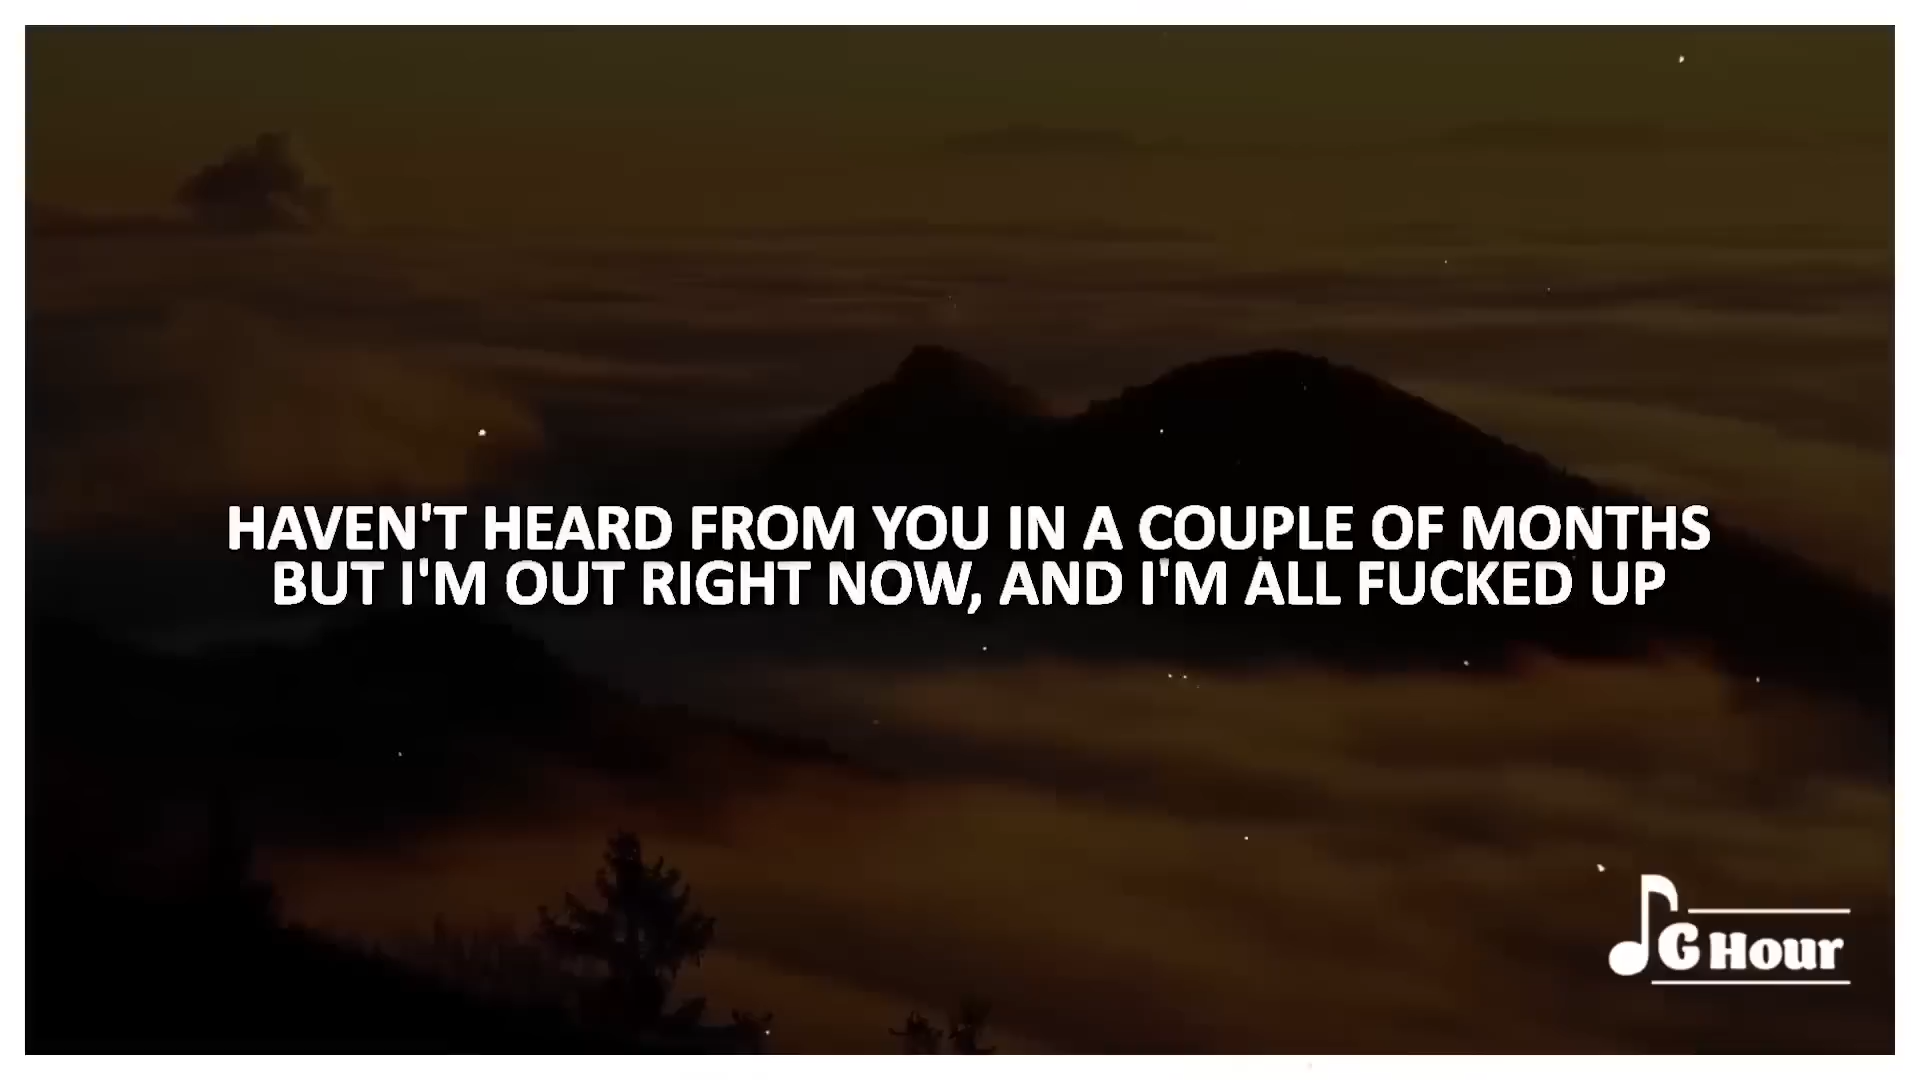 HAVEN'T HEARD FROM YOU IN A COUPLE OF MONTHS
BUT I'M OUT RIGHT NOW, AND I'M ALL FUCKED UP
G Hour